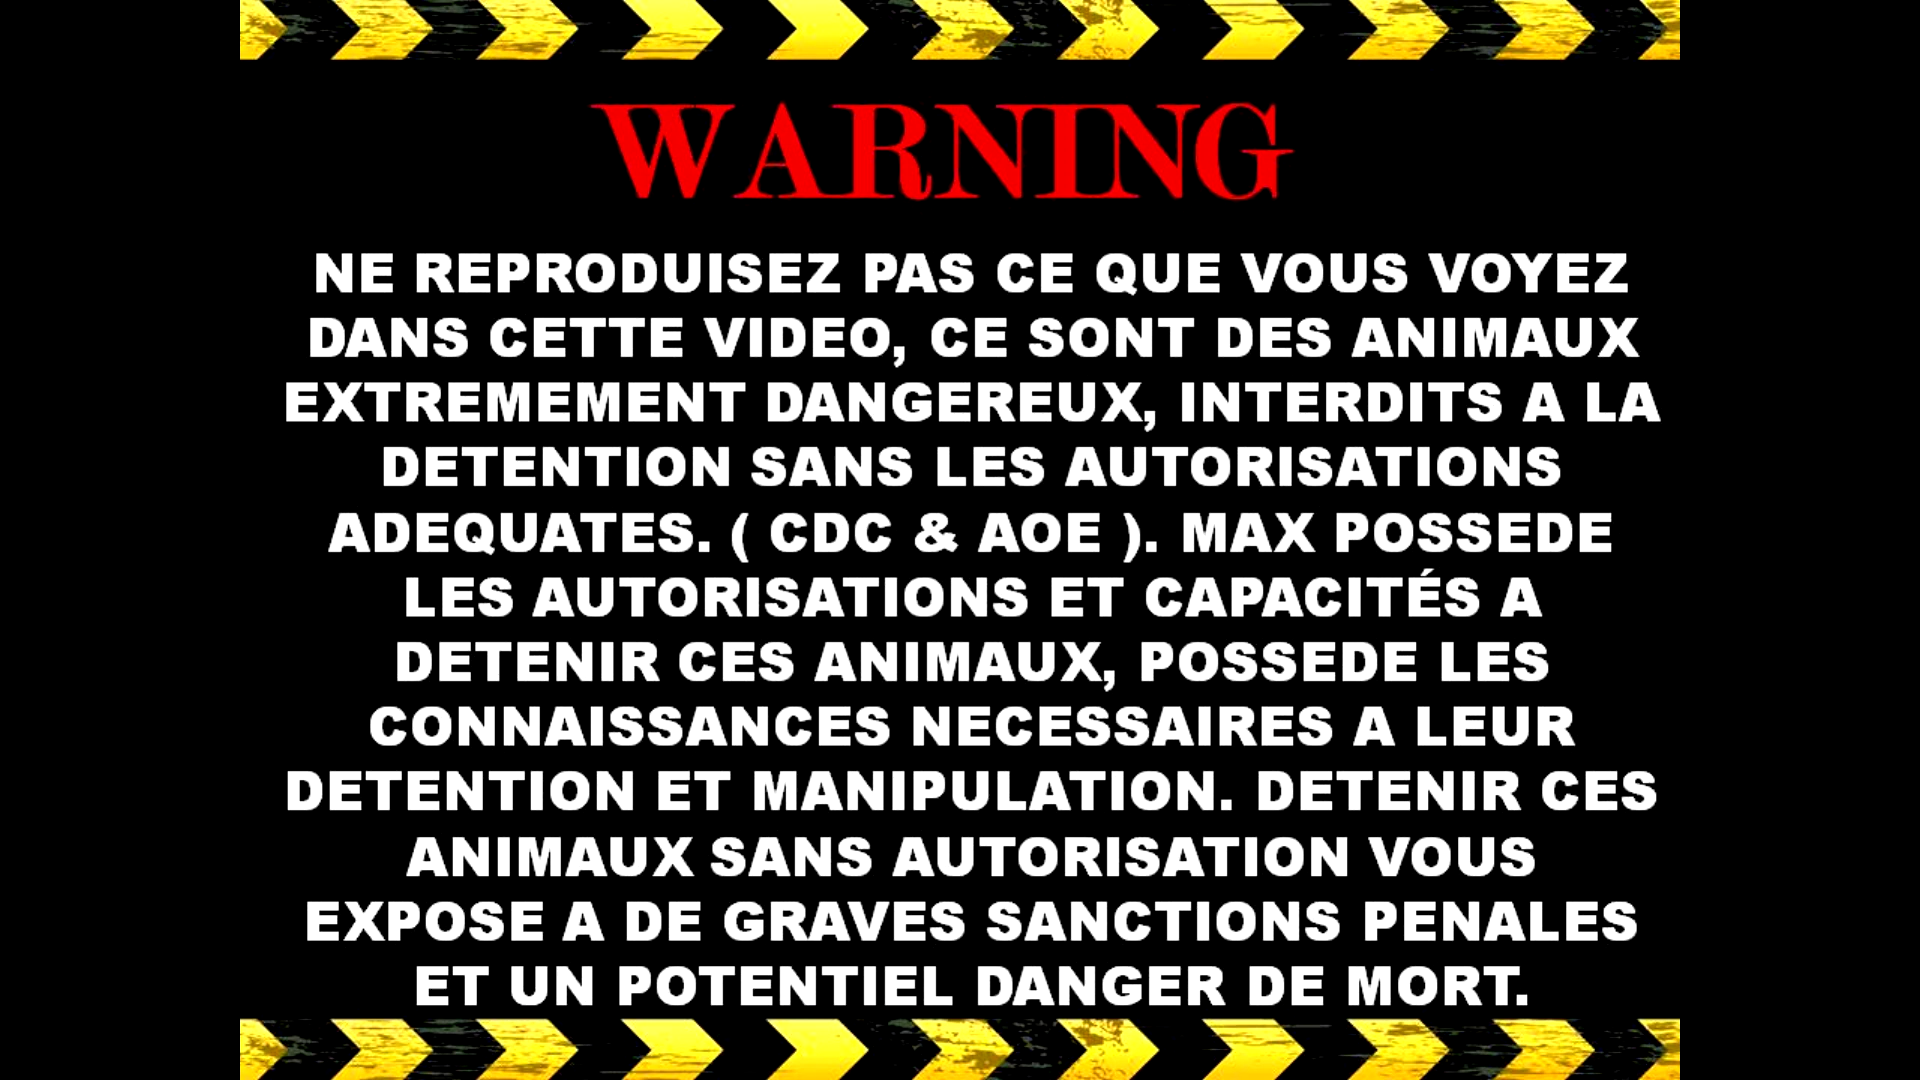 WARNING
NE REPRODUISEZ PAS CE QUE VOUS VOYEZ
DANS CETTE VIDEO, CE SONT DES ANIMAUX
EXTREMEMENT DANGEREUX, INTERDITS A LA
DETENTION SANS LES AUTORISATIONS
ADEQUATES. ( CDC & AOE ). MAX POSSEDE
LES AUTORISATIONS ET CAPACITÉS A
DETENIR CES ANIMAUX, POSSEDE LES
CONNAISSANCES NECESSAIRES A LEUR
DETENTION ET MANIPULATION. DETENIR CES
ANIMAUX SANS AUTORISATION VOUS
EXPOSE A DE GRAVES SANCTIONS PENALES
ET UN POTENTIEL DANGER DE MORT.